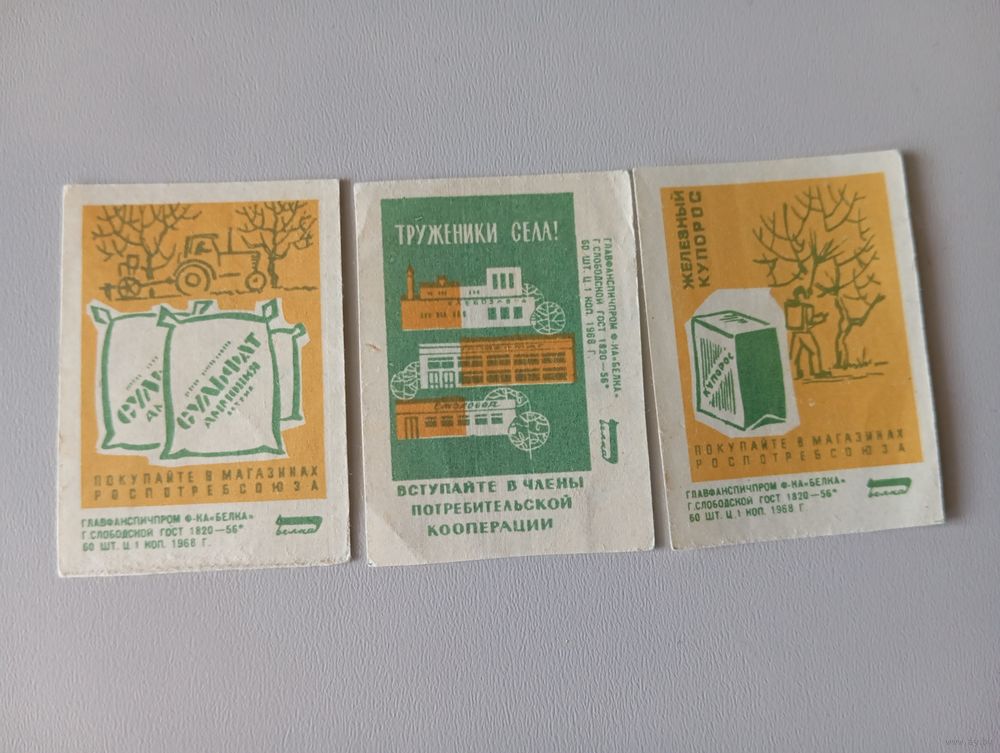 СУЛЬФАТ
АММОНИЯ
ПОКУПАЙТЕ В МАГАЗИНАХ
РОСПОТРЕБСОЮЗА
ГЛАВФАНСПИЧПРОМ Ф-КА«БЕЛКА»
Г.СЛОБОДСКОЙ ГОСТ 1820—56*
60 ШТ. Ц.1 КОП. 1968 Г.
белка
ТРУЖЕНИКИ СЕЛА!
ХЛЕБОЗАВОД
СТОЛОВАЯ
ВСТУПАЙТЕ В ЧЛЕНЫ
ПОТРЕБИТЕЛЬСКОЙ
КООПЕРАЦИИ
ГЛАВФАНСПИЧПРОМ Ф-КА«БЕЛКА»
Г.СЛОБОДСКОЙ ГОСТ 1820—56*
60 ШТ. Ц.1 КОП. 1968 Г.
белка
ЖЕЛЕЗНЫЙ
КУПОРОС
КУПОРОС
ПОКУПАЙТЕ В МАГАЗИНАХ
РОСПОТРЕБСОЮЗА
ГЛАВФАНСПИЧПРОМ Ф-КА«БЕЛКА»
Г.СЛОБОДСКОЙ ГОСТ 1820—56*
60 ШТ. Ц.1 КОП. 1968 Г.
белка